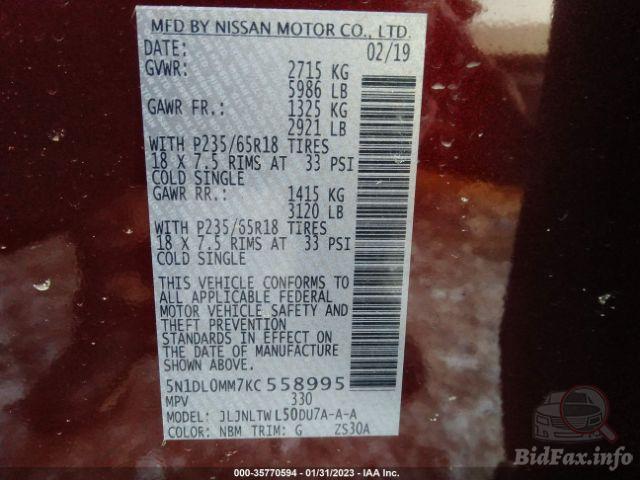 MFD BY NISSAN MOTOR CO., LTD.
DATE: 02/19
GVWR: 2715 KG
5986 LB
GAWR FR.: 1325 KG
2921 LB
WITH P235/65R18 TIRES
18 X 7.5 RIMS AT 33 PSI
COLD SINGLE
GAWR RR.: 1415 KG
3120 LB
WITH P235/65R18 TIRES
18 X 7.5 RIMS AT 33 PSI
COLD SINGLE
THIS VEHICLE CONFORMS TO
ALL APPLICABLE FEDERAL
MOTOR VEHICLE SAFETY AND
THEFT PREVENTION
STANDARDS IN EFFECT ON
THE DATE OF MANUFACTURE
SHOWN ABOVE.
5N1DL0MM7KC558995
MPV 330
MODEL: JLJNLTWL50DU7A-A-A
COLOR: NBM TRIM: G ZS30A
000-35770594 - 01/31/2023 - IAA Inc.
BidFax.info